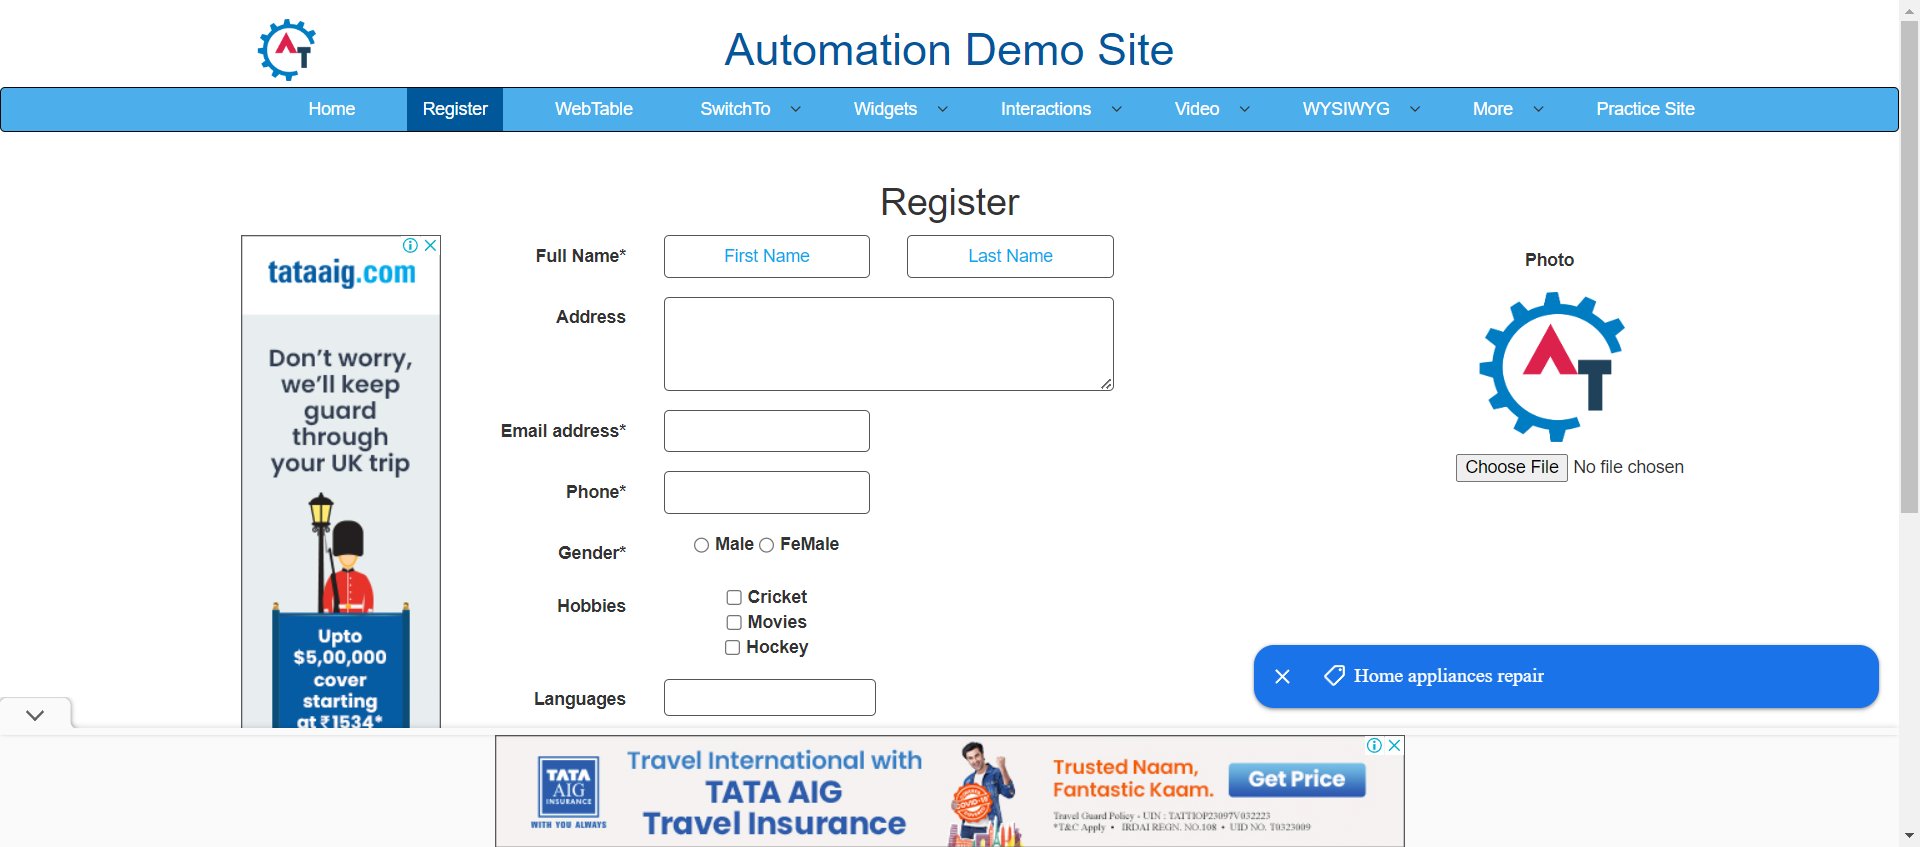 AT
Automation Demo Site
Home Register WebTable SwitchTo Widgets Interactions Video WYSIWYG More Practice Site
Register
tataaig.com
Don't worry,
we'll keep
guard
through
your UK trip
Upto
$5,00,000
cover
starting
at ₹1534*
Full Name* First Name Last Name
Address
Email address*
Phone*
Gender* Male FeMale
Hobbies Cricket
Movies
Hockey
Languages
Photo
AT
Choose File No file chosen
Home appliances repair
TATA
AIG
INSURANCE
WITH YOU ALWAYS
Travel International with
TATA AIG
Travel Insurance
COVID-19
Trusted Naam,
Fantastic Kaam.
Get Price
Travel Guard Policy - UIN : TATTIOP23097V032223
*T&C Apply • IRDAI REGN. NO.108 • UID NO. T0323009